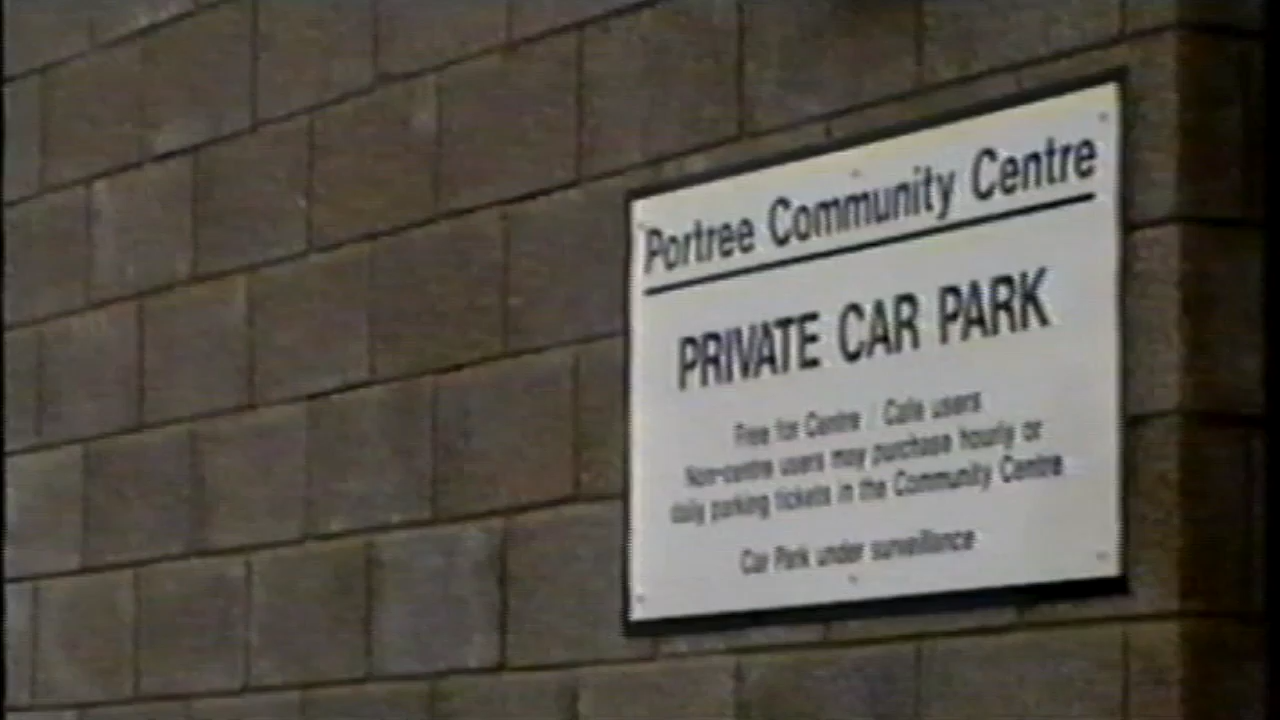 Portree Community Centre
PRIVATE CAR PARK
Free for Centre / Cafe users
Non-centre users may purchase hourly or
daily parking tickets in the Community Centre
Car Park under surveillance